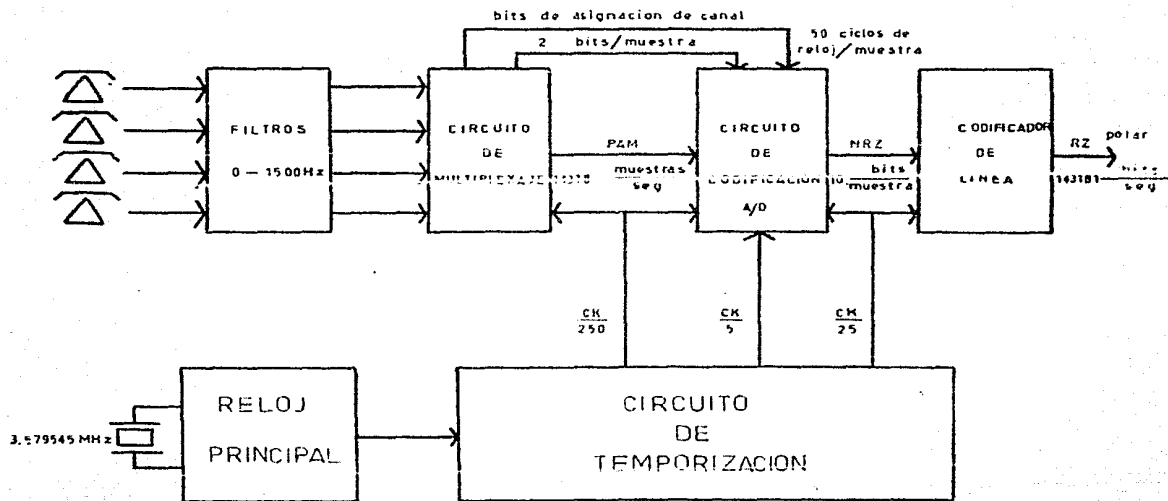 bits de asignacion de canal
2 bits/muestra
50 ciclos de
reloj/muestra
FILTROS
0 - 1500Hz
CIRCUITO
DE
MULTIPLEXAJE
PAM
muestras
seg
CIRCUITO
DE
CODIFICACION
A/D
NRZ
10
bits
muestra
CODIFICADOR
DE
LINEA
RZ
polar
143181
bits
seg
CK
250
CK
5
CK
25
3.579545 MHz
RELOJ
PRINCIPAL
CIRCUITO
DE
TEMPORIZACION